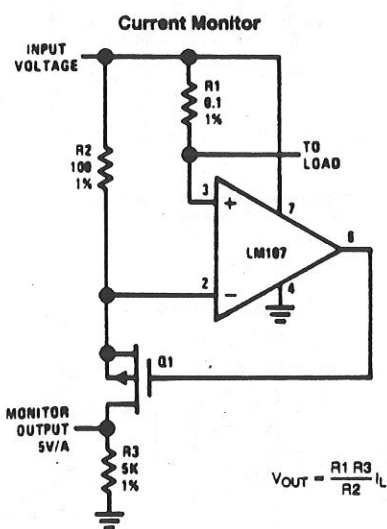 Current Monitor
INPUT
VOLTAGE
R1
0.1
1%
R2
100
1%
TO
LOAD
3
+
7
LM107
6
2
−
4
Q1
MONITOR
OUTPUT
5V/A
R3
5K
1%
VOUT = R1 R3 / R2 IL